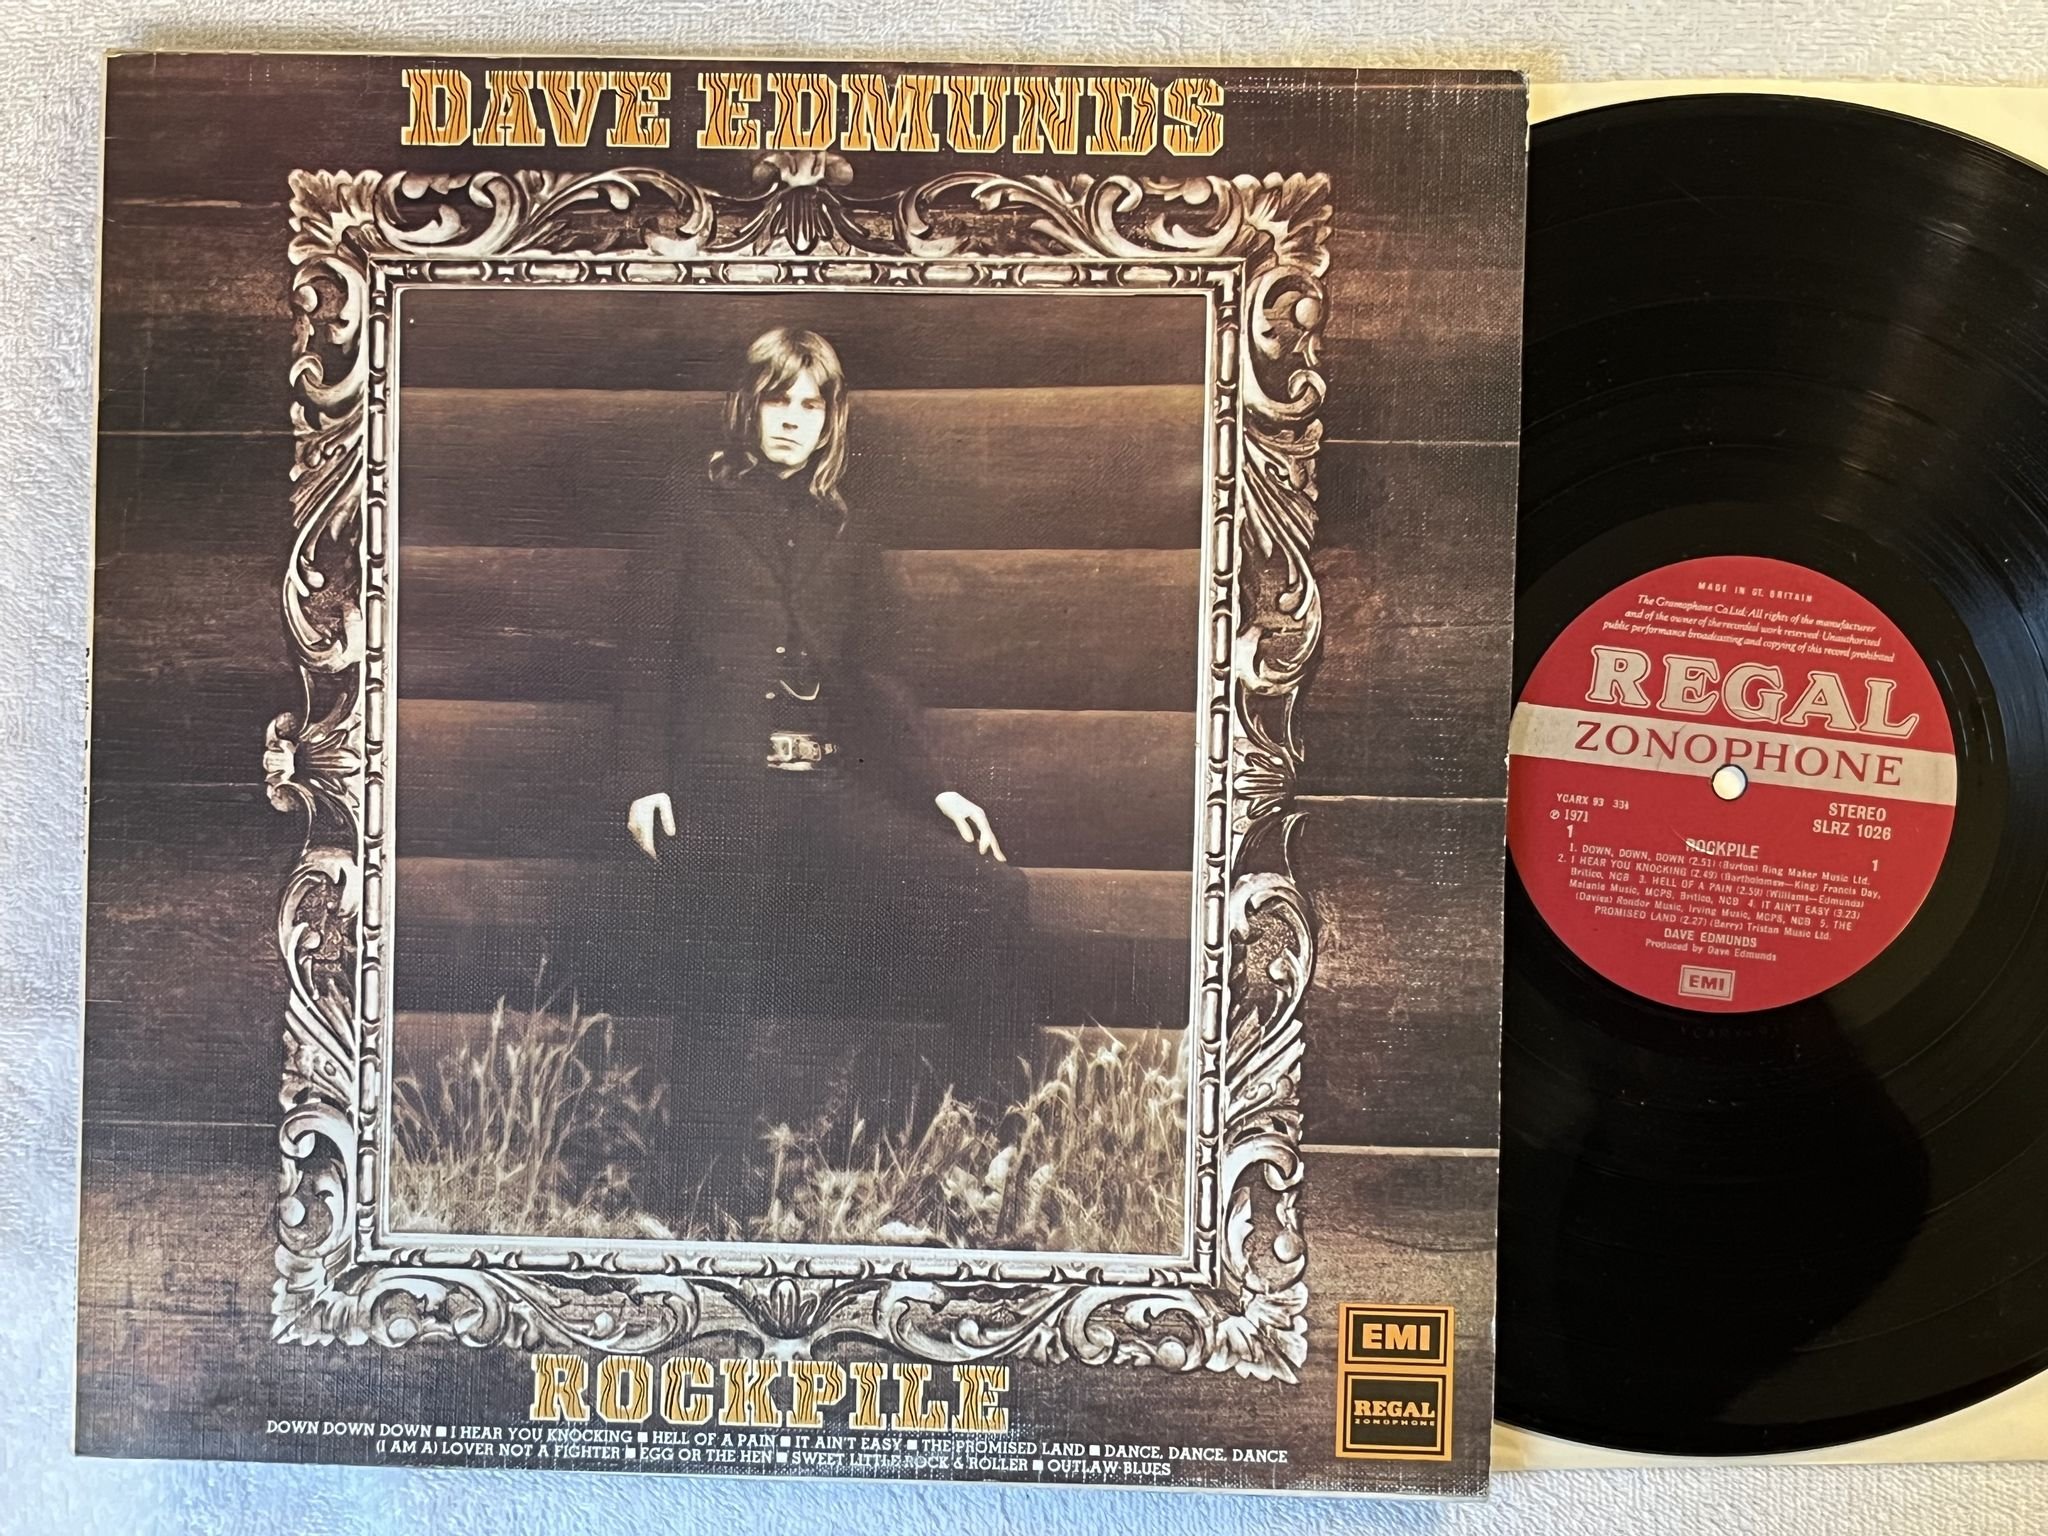 DAVE EDMUNDS
ROCKPILE
DOWN DOWN DOWN ■ I HEAR YOU KNOCKING ■ HELL OF A PAIN ■ IT AIN'T EASY ■ THE PROMISED LAND ■ DANCE, DANCE, DANCE
(I AM A) LOVER NOT A FIGHTER ■ EGG OR THE HEN ■ SWEET LITTLE ROCK & ROLLER ■ OUTLAW BLUES
EMI
REGAL
ZONOPHONE
MADE IN GT. BRITAIN
The Gramophone Co Ltd. All rights of the manufacturer
and of the owner of the recorded work reserved Unauthorised
public performance broadcasting and copying of this record prohibited
REGAL
ZONOPHONE
YCARX 93 33⅓
℗ 1971
1
STEREO
SLRZ 1026
1
ROCKPILE
1. DOWN, DOWN, DOWN (2.51) (Burton) Ring Maker Music Ltd.
2. I HEAR YOU KNOCKING (2.49) (Bartholomew—King) Francis Day,
Britico, NCB 3. HELL OF A PAIN (2.59) (Williams—Edmunds)
Melanie Music, MCPS, Britico, NCB 4. IT AIN'T EASY (3.23)
(Davies) Rondor Music, Irving Music, MCPS, NCB 5. THE
PROMISED LAND (2.27) (Berry) Tristan Music Ltd.
DAVE EDMUNDS
Produced by Dave Edmunds
EMI